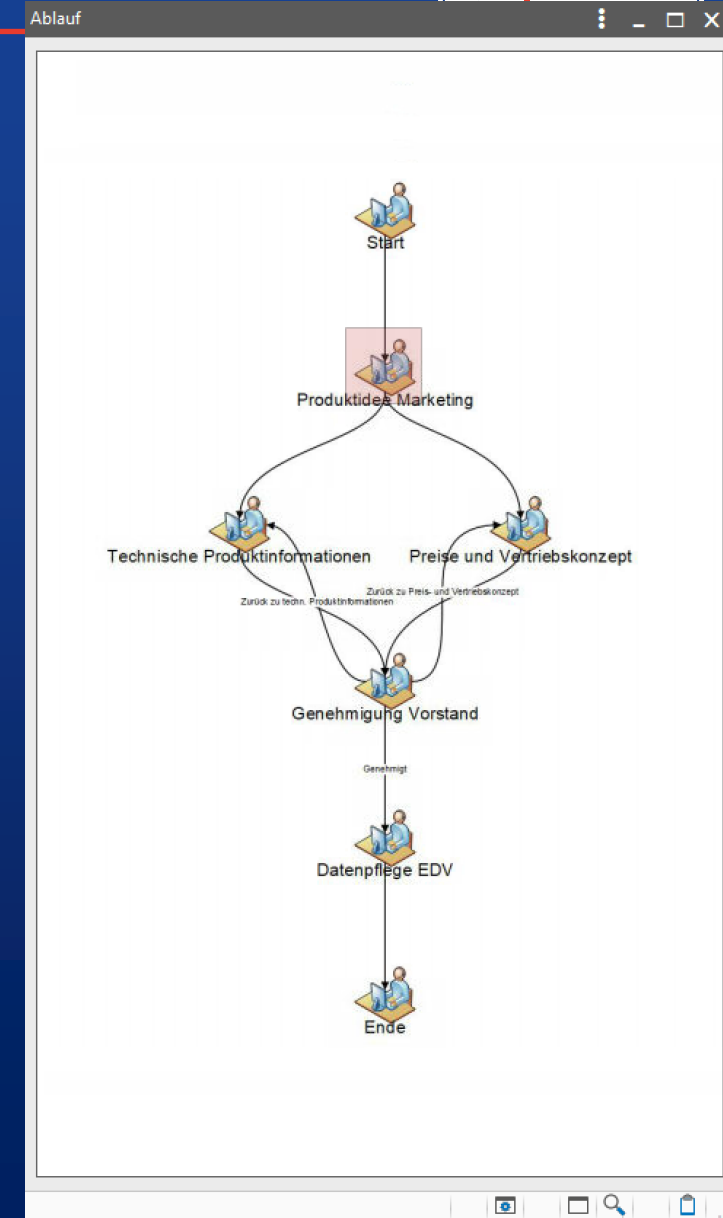 Ablauf
Start
Produktidee Marketing
Technische Produktinformationen
Preise und Vertriebskonzept
Zurück zu Preis- und Vertriebskonzept
Zurück zu techn. Produktinformationen
Genehmigung Vorstand
Genehmigt
Datenpflege EDV
Ende